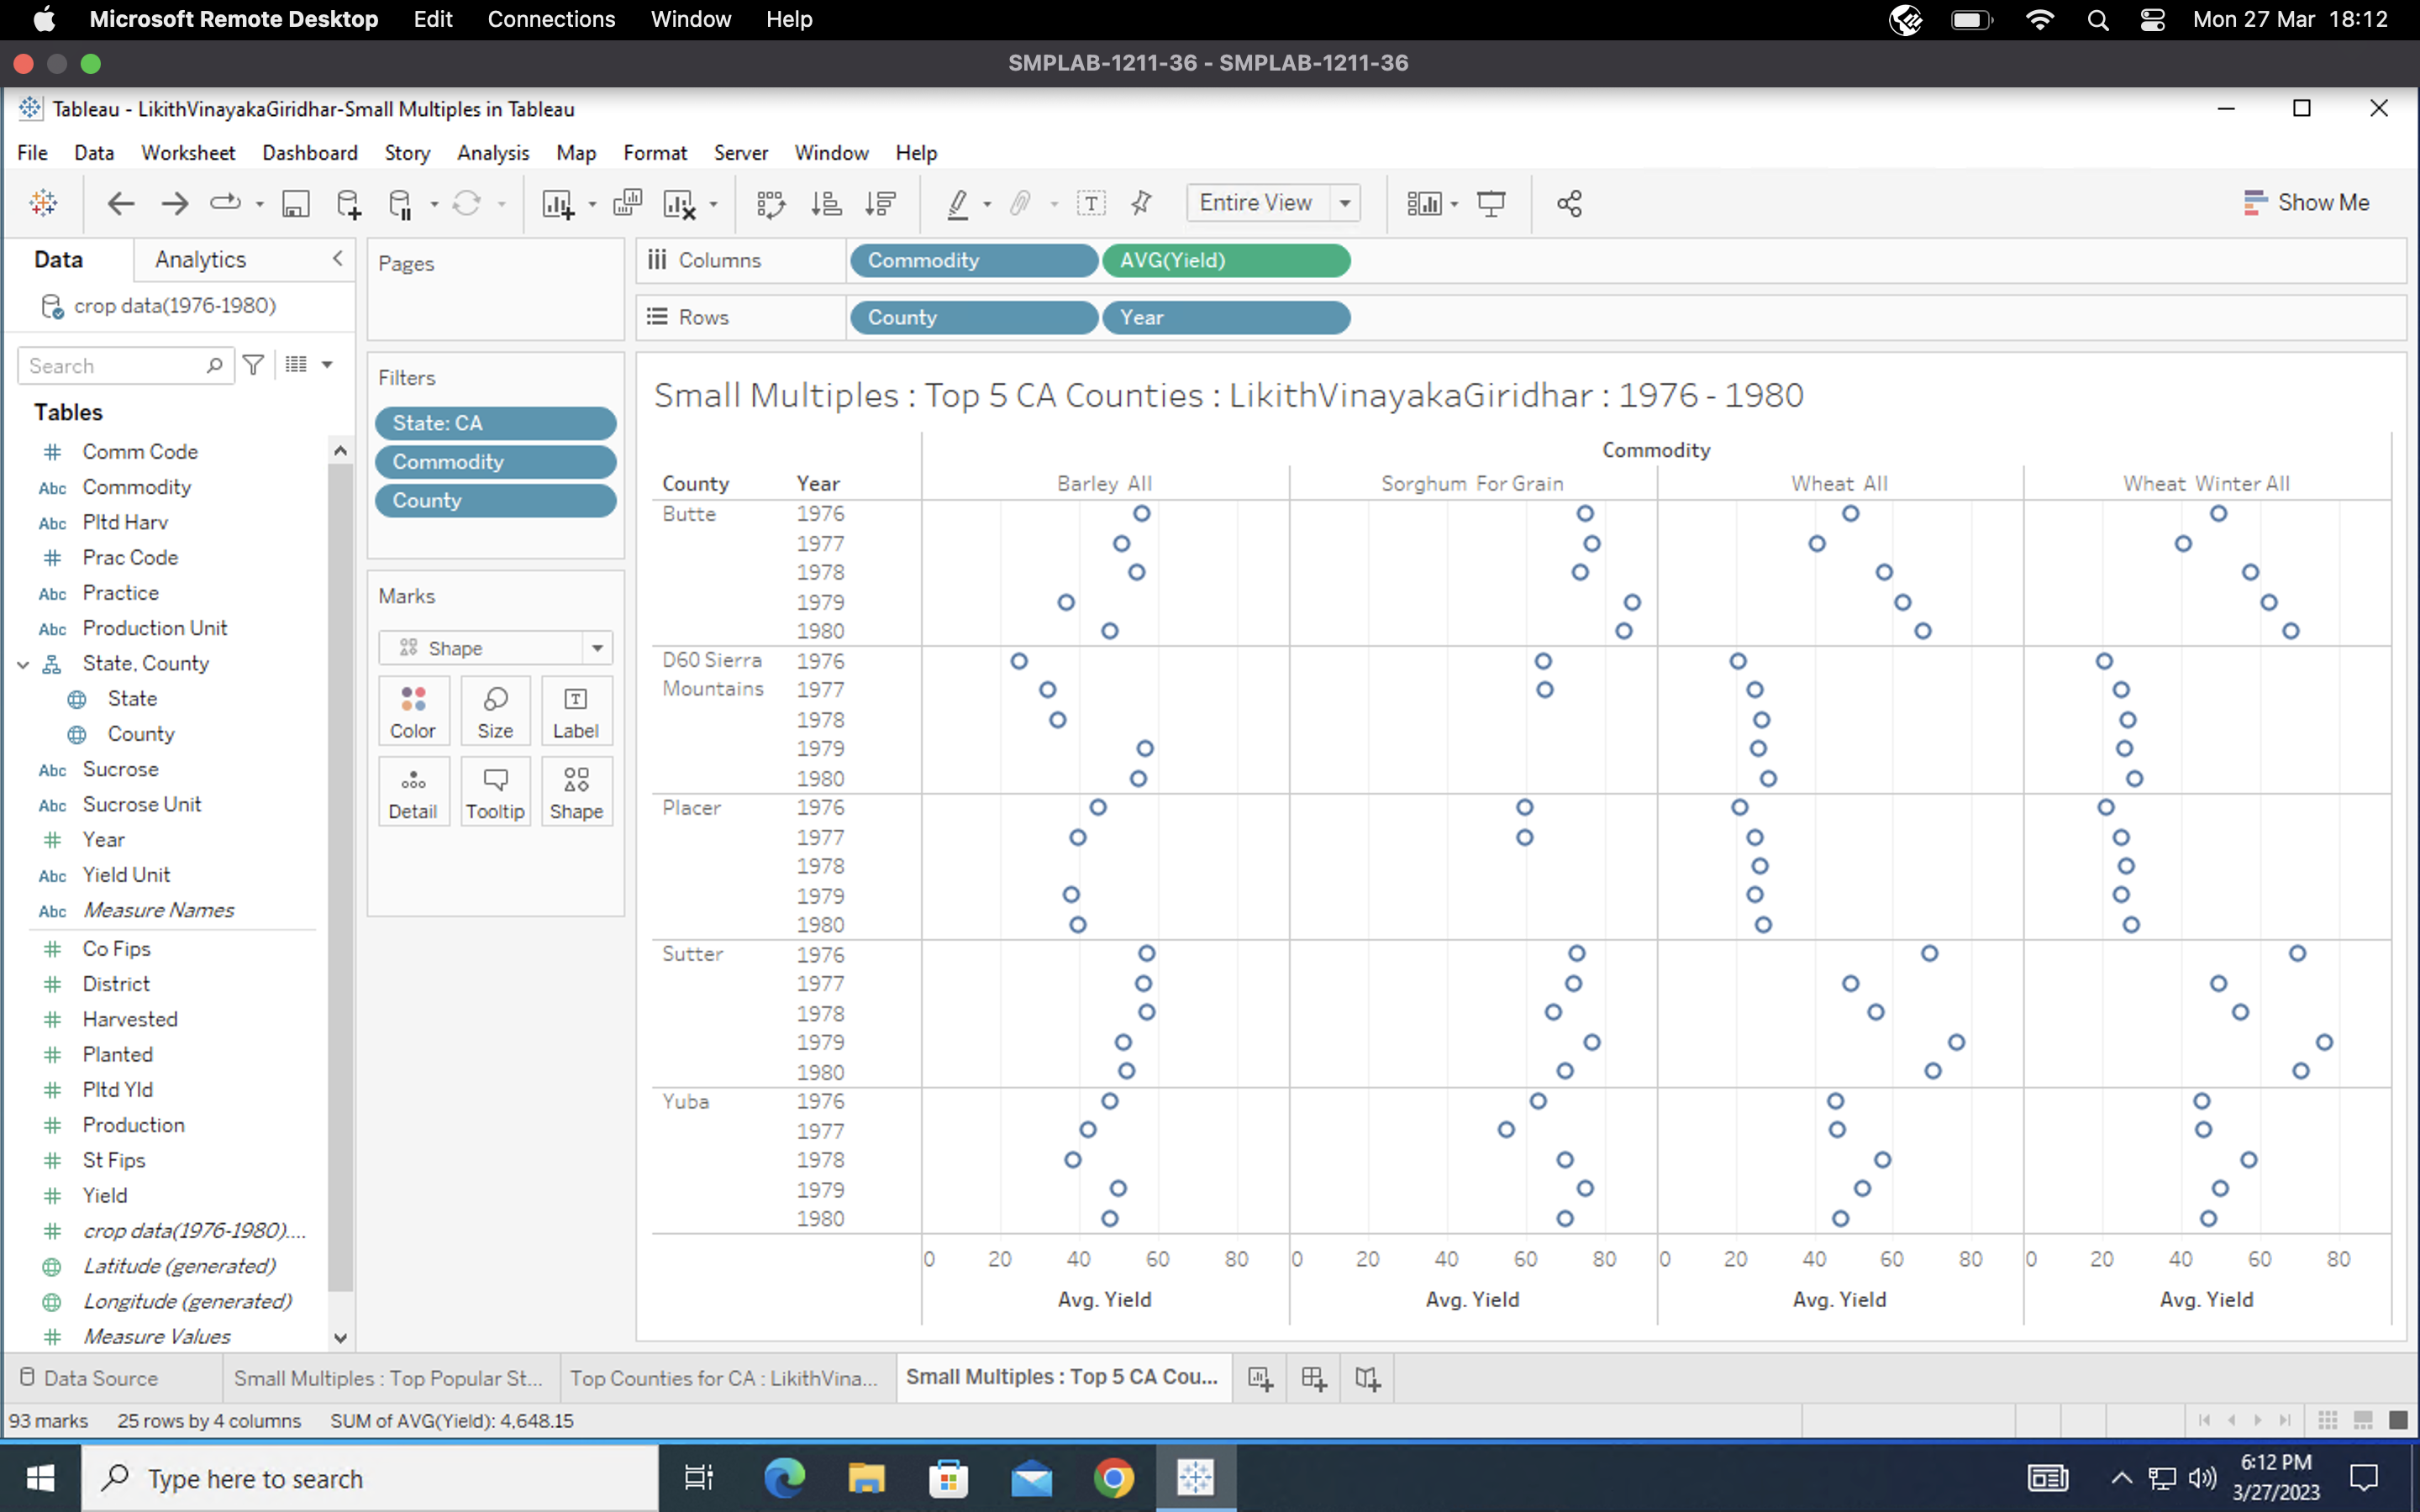 Microsoft Remote Desktop Edit Connections Window Help Mon 27 Mar 18:12
SMPLAB-1211-36 - SMPLAB-1211-36
Tableau - LikithVinayakaGiridhar-Small Multiples in Tableau
File Data Worksheet Dashboard Story Analysis Map Format Server Window Help
Entire View Show Me
Data Analytics
crop data(1976-1980)
Search
Tables
Comm Code
Abc Commodity
Abc Pltd Harv
Prac Code
Abc Practice
Abc Production Unit
State, County
State
County
Abc Sucrose
Abc Sucrose Unit
Year
Abc Yield Unit
Abc Measure Names
Co Fips
District
Harvested
Planted
Pltd Yld
Production
St Fips
Yield
crop data(1976-1980)....
Latitude (generated)
Longitude (generated)
Measure Values
Pages
Filters
State: CA
Commodity
County
Marks
Shape
Color Size Label
Detail Tooltip Shape
Columns Commodity AVG(Yield)
Rows County Year
Small Multiples : Top 5 CA Counties : LikithVinayakaGiridhar : 1976 - 1980
Commodity
County Year Barley All Sorghum For Grain Wheat All Wheat Winter All
Butte 1976
1977
1978
1979
1980
D60 Sierra 1976
Mountains 1977
1978
1979
1980
Placer 1976
1977
1978
1979
1980
Sutter 1976
1977
1978
1979
1980
Yuba 1976
1977
1978
1979
1980
0 20 40 60 80 0 20 40 60 80 0 20 40 60 80 0 20 40 60 80
Avg. Yield Avg. Yield Avg. Yield Avg. Yield
Data Source Small Multiples : Top Popular St... Top Counties for CA : LikithVina... Small Multiples : Top 5 CA Cou...
93 marks 25 rows by 4 columns SUM of AVG(Yield): 4,648.15
Type here to search
6:12 PM
3/27/2023